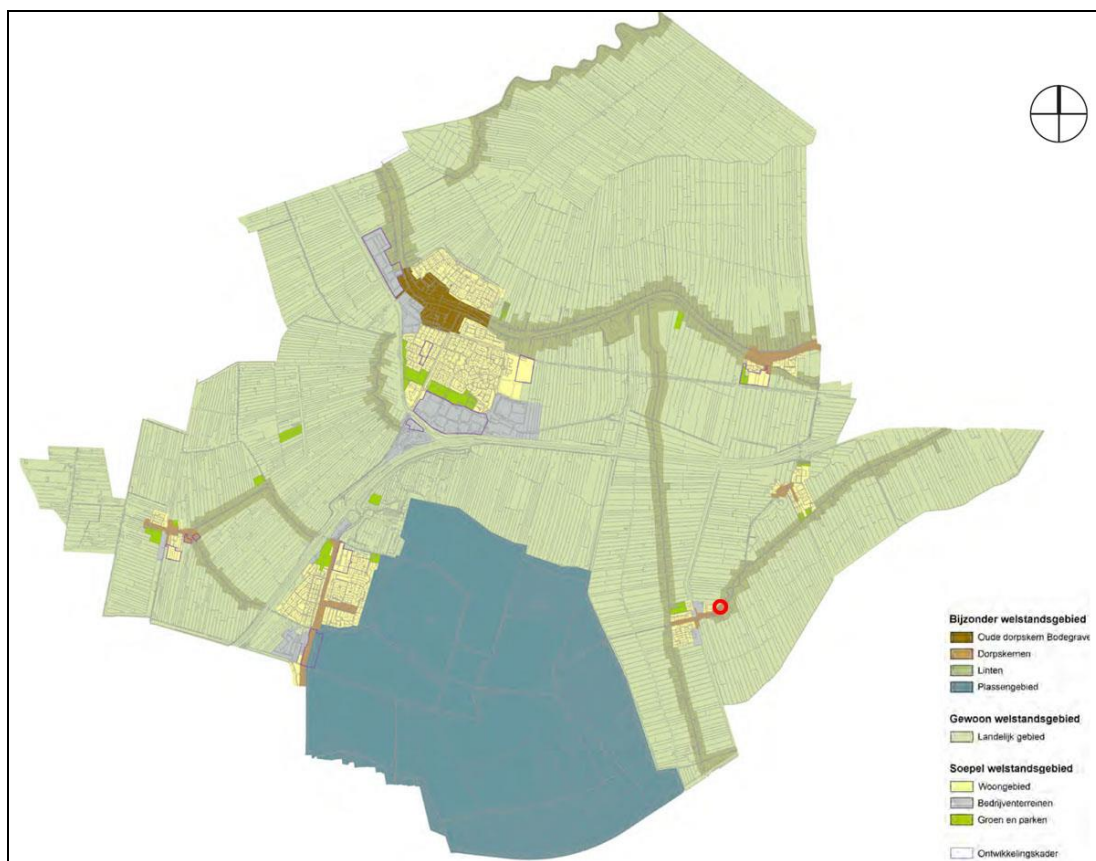 Bijzonder welstandsgebied
Oude dorpskern Bodegrave
Dorpskernen
Linten
Plassengebied
Gewoon welstandsgebied
Landelijk gebied
Soepel welstandsgebied
Woongebied
Bedrijventerreinen
Groen en parken
Ontwikkelingskader